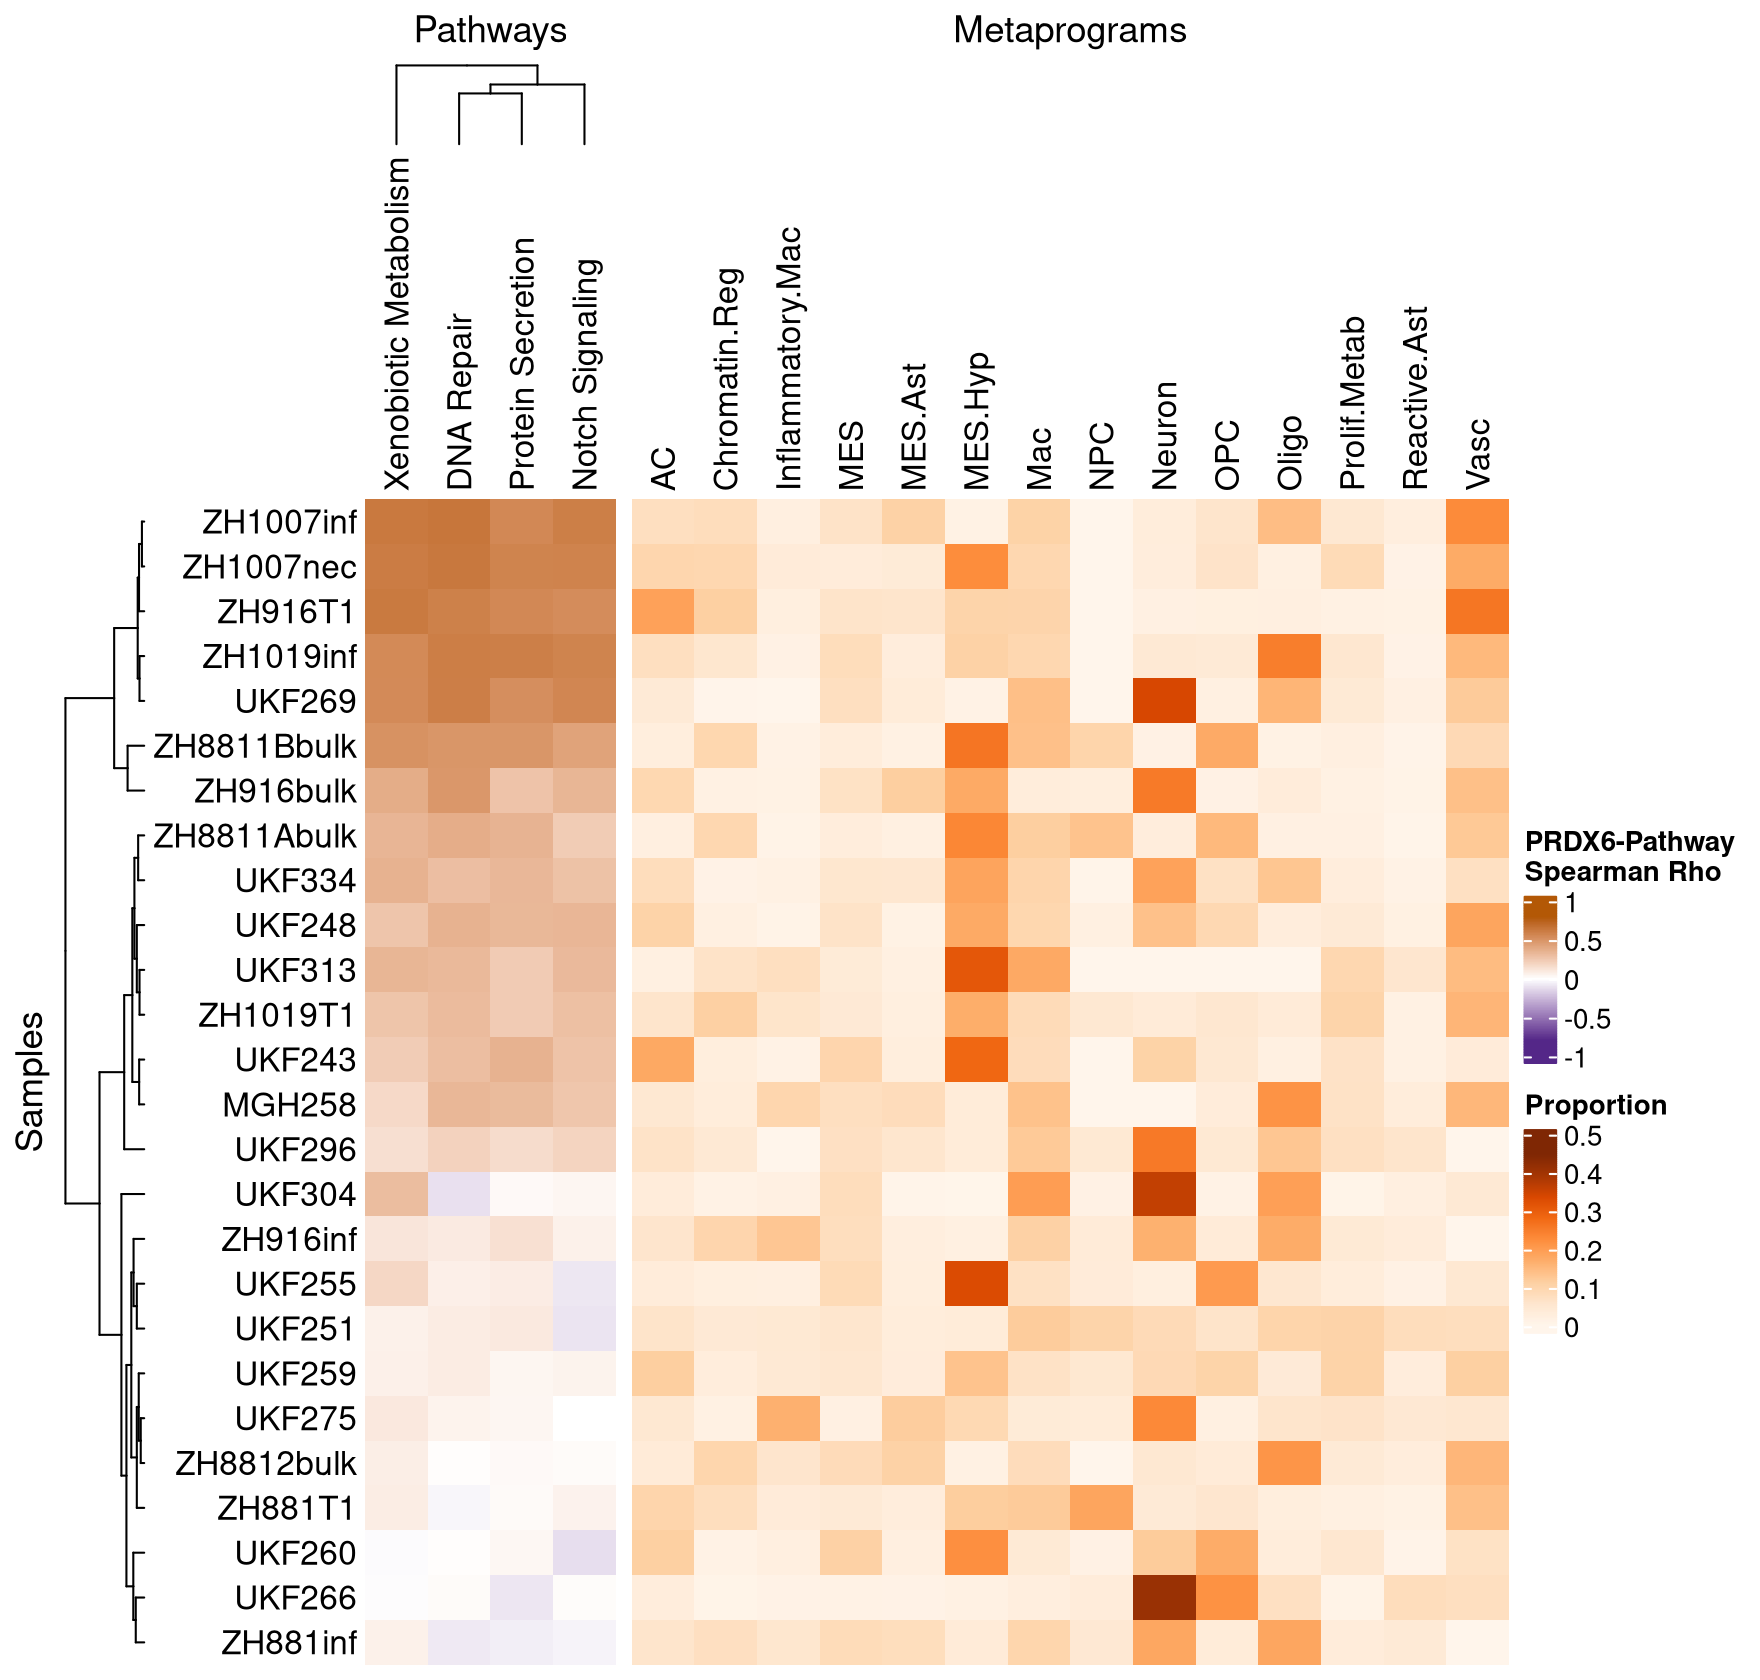 Pathways
Metaprograms
Xenobiotic Metabolism
DNA Repair
Protein Secretion
Notch Signaling
AC
Chromatin.Reg
Inflammatory.Mac
MES
MES.Ast
MES.Hyp
Mac
NPC
Neuron
OPC
Oligo
Prolif.Metab
Reactive.Ast
Vasc
Samples
ZH1007inf
ZH1007nec
ZH916T1
ZH1019inf
UKF269
ZH8811Bbulk
ZH916bulk
ZH8811Abulk
UKF334
UKF248
UKF313
ZH1019T1
UKF243
MGH258
UKF296
UKF304
ZH916inf
UKF255
UKF251
UKF259
UKF275
ZH8812bulk
ZH881T1
UKF260
UKF266
ZH881inf
PRDX6-Pathway
Spearman Rho
1
0.5
0
-0.5
-1
Proportion
0.5
0.4
0.3
0.2
0.1
0